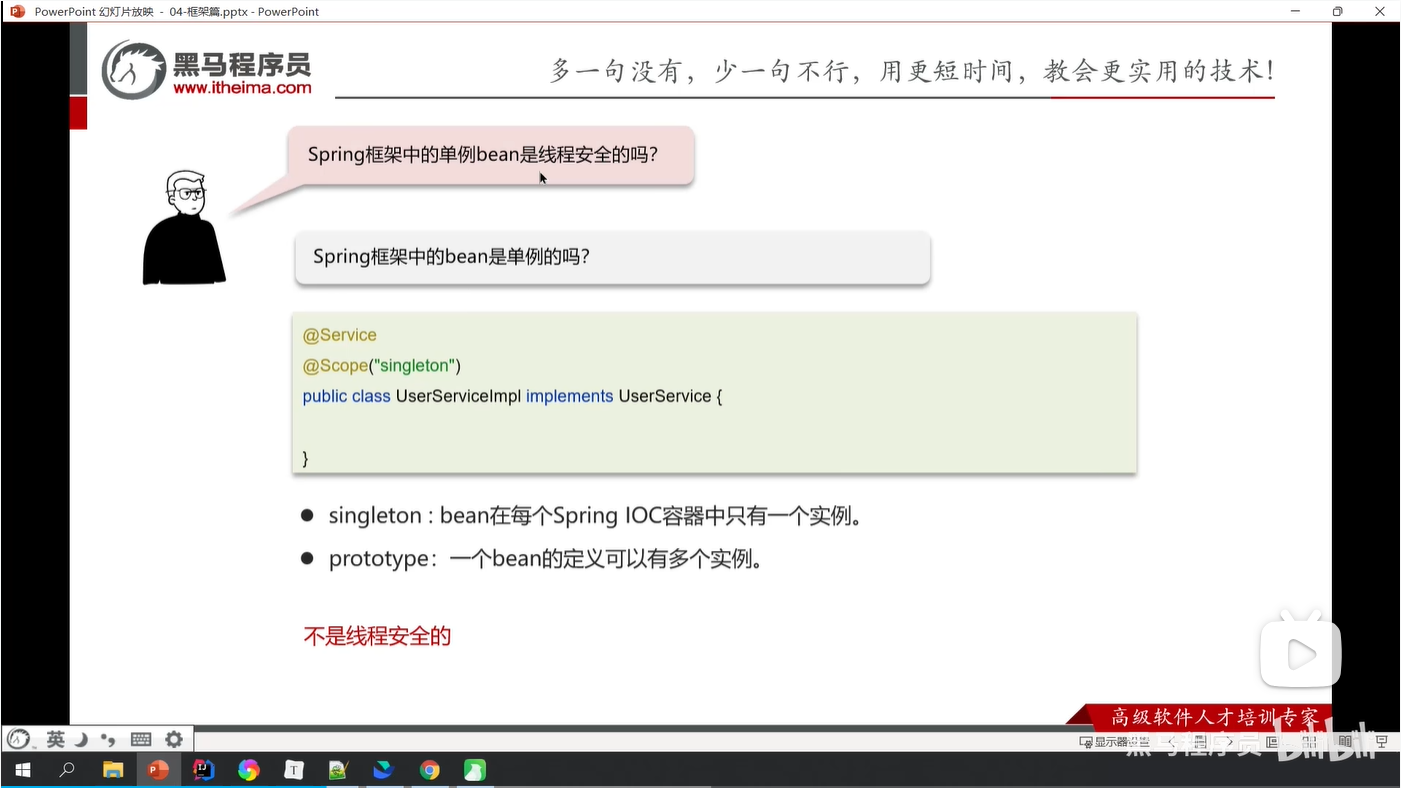 PowerPoint 幻灯片放映 - 04-框架篇.pptx - PowerPoint
黑马程序员
www.itheima.com
多一句没有，少一句不行，用更短时间，教会更实用的技术！
Spring框架中的单例bean是线程安全的吗？
Spring框架中的bean是单例的吗？
@Service
@Scope("singleton")
public class UserServiceImpl implements UserService {
}
singleton : bean在每个Spring IOC容器中只有一个实例。
prototype：一个bean的定义可以有多个实例。
不是线程安全的
高级软件人才培训专家
英
显示器
黑马程序员
bilibili